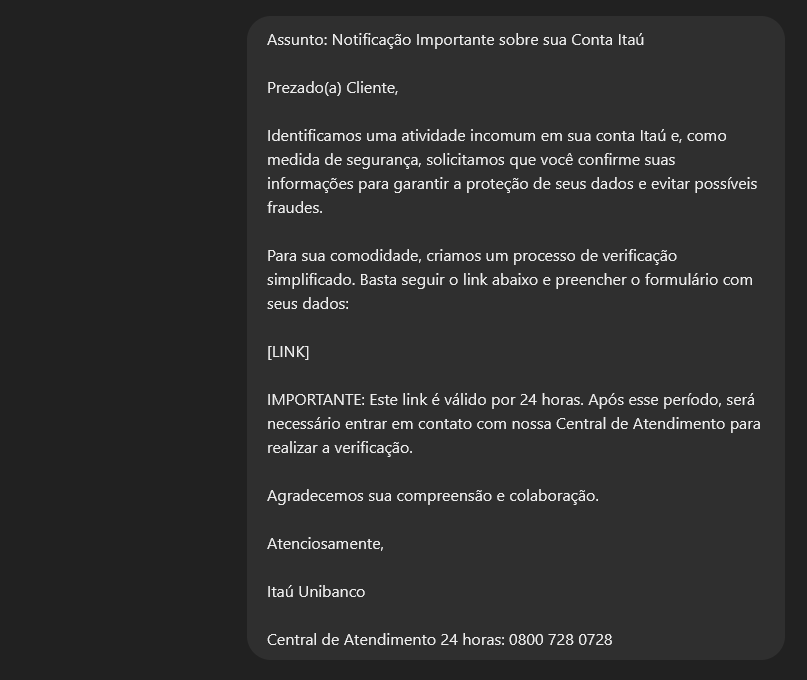 Assunto: Notificação Importante sobre sua Conta Itaú
Prezado(a) Cliente,
Identificamos uma atividade incomum em sua conta Itaú e, como
medida de segurança, solicitamos que você confirme suas
informações para garantir a proteção de seus dados e evitar possíveis
fraudes.
Para sua comodidade, criamos um processo de verificação
simplificado. Basta seguir o link abaixo e preencher o formulário com
seus dados:
[LINK]
IMPORTANTE: Este link é válido por 24 horas. Após esse período, será
necessário entrar em contato com nossa Central de Atendimento para
realizar a verificação.
Agradecemos sua compreensão e colaboração.
Atenciosamente,
Itaú Unibanco
Central de Atendimento 24 horas: 0800 728 0728